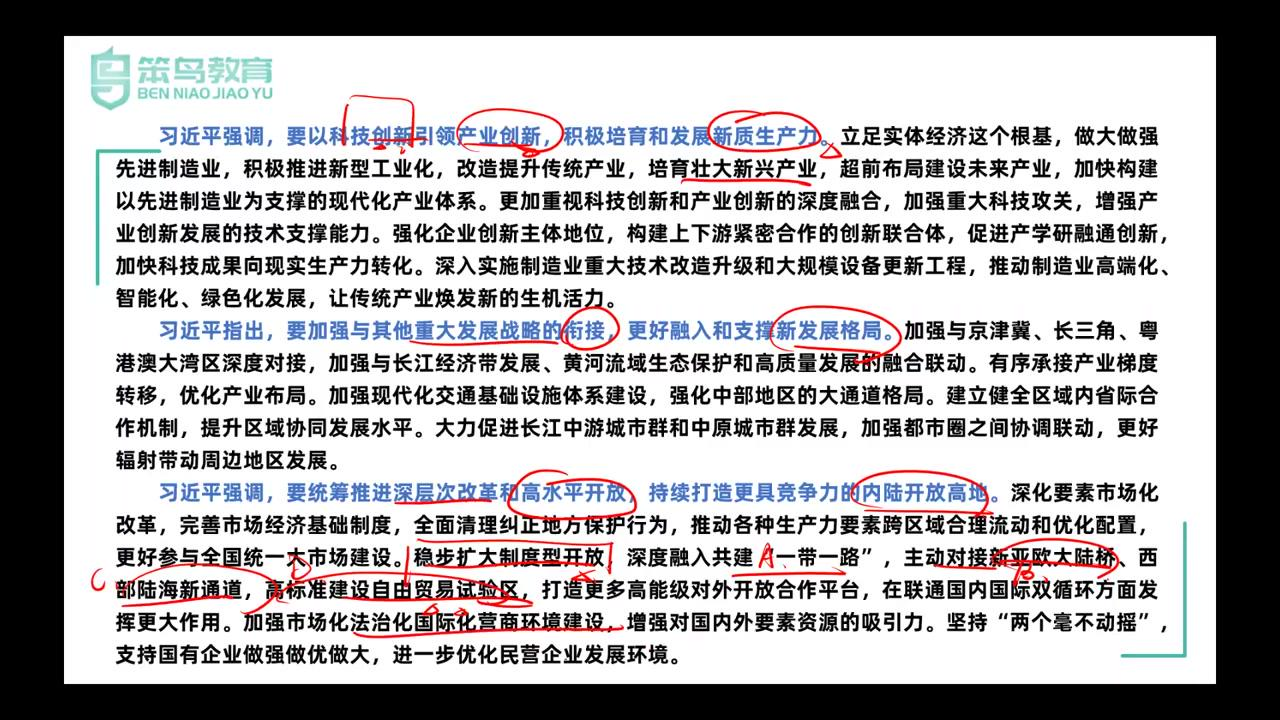 笨鸟教育
BEN NIAO JIAO YU
习近平强调，要以科技创新引领产业创新，积极培育和发展新质生产力。立足实体经济这个根基，做大做强
先进制造业，积极推进新型工业化，改造提升传统产业，培育壮大新兴产业，超前布局建设未来产业，加快构建
以先进制造业为支撑的现代化产业体系。更加重视科技创新和产业创新的深度融合，加强重大科技攻关，增强产
业创新发展的技术支撑能力。强化企业创新主体地位，构建上下游紧密合作的创新联合体，促进产学研融通创新，
加快科技成果向现实生产力转化。深入实施制造业重大技术改造升级和大规模设备更新工程，推动制造业高端化、
智能化、绿色化发展，让传统产业焕发新的生机活力。
习近平指出，要加强与其他重大发展战略的衔接，更好融入和支撑新发展格局。加强与京津冀、长三角、粤
港澳大湾区深度对接，加强与长江经济带发展、黄河流域生态保护和高质量发展的融合联动。有序承接产业梯度
转移，优化产业布局。加强现代化交通基础设施体系建设，强化中部地区的大通道格局。建立健全区域内省际合
作机制，提升区域协同发展水平。大力促进长江中游城市群和中原城市群发展，加强都市圈之间协调联动，更好
辐射带动周边地区发展。
习近平强调，要统筹推进深层次改革和高水平开放，持续打造更具竞争力的内陆开放高地。深化要素市场化
改革，完善市场经济基础制度，全面清理纠正地方保护行为，推动各种生产力要素跨区域合理流动和优化配置，
更好参与全国统一大市场建设。稳步扩大制度型开放 深度融入共建 A、“一带一路”，主动对接新亚欧大陆桥、西
C 部陆海新通道，高标准建设自由贸易试验区，打造更多高能级对外开放合作平台，在联通国内国际双循环方面发
挥更大作用。加强市场化法治化国际化营商环境建设，增强对国内外要素资源的吸引力。坚持“两个毫不动摇”，
支持国有企业做强做优做大，进一步优化民营企业发展环境。